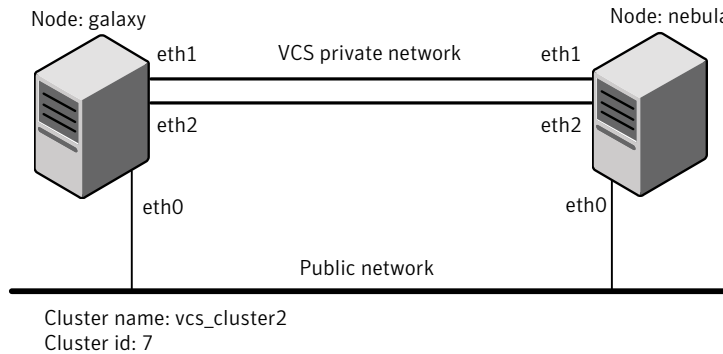 Node: galaxy
Node: nebula
eth1
VCS private network
eth1
eth2
eth2
eth0
eth0
Public network
Cluster name: vcs_cluster2
Cluster id: 7